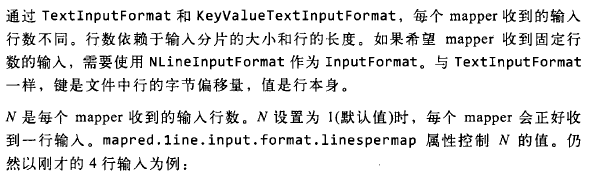 通过 TextInputFormat 和 KeyValueTextInputFormat，每个 mapper 收到的输入
行数不同。行数依赖于输入分片的大小和行的长度。如果希望 mapper 收到固定行
数的输入，需要使用 NLineInputFormat 作为 InputFormat。与 TextInputFormat
一样，键是文件中行的字节偏移量，值是行本身。
N 是每个 mapper 收到的输入行数。N 设置为 1(默认值)时，每个 mapper 会正好收
到一行输入。mapred.1ine.input.format.linespermap 属性控制 N 的值。仍
然以刚才的 4 行输入为例：